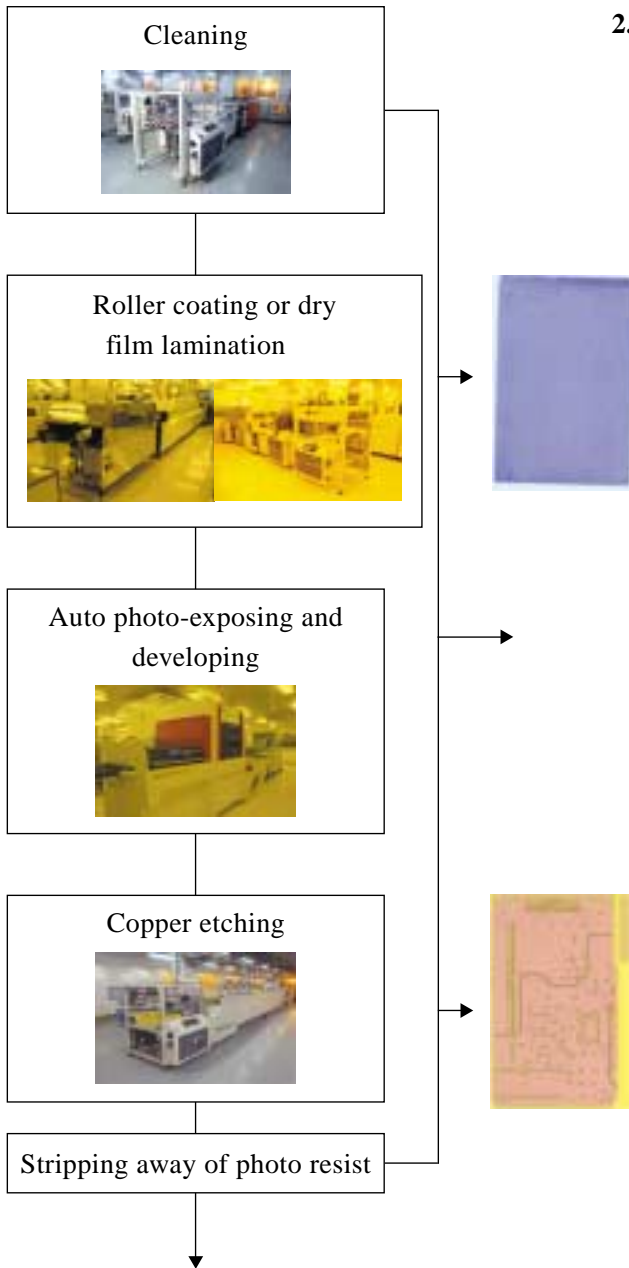 Cleaning
2.
Roller coating or dry
film lamination
Auto photo-exposing and
developing
Copper etching
Stripping away of photo resist